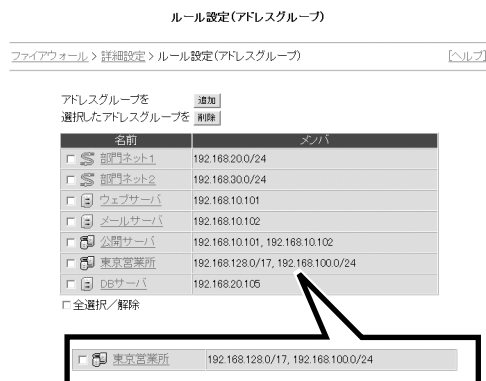 ルール設定(アドレスグループ)
ファイアウォール > 詳細設定 > ルール設定(アドレスグループ) [ヘルプ]
アドレスグループを 追加
選択したアドレスグループを 削除
名前 メンバ
部門ネット1 192.168.20.0/24
部門ネット2 192.168.30.0/24
ウェブサーバ 192.168.10.101
メールサーバ 192.168.10.102
公開サーバ 192.168.10.101, 192.168.10.102
東京営業所 192.168.128.0/17, 192.168.100.0/24
DBサーバ 192.168.20.105
全選択/解除
東京営業所 192.168.128.0/17, 192.168.100.0/24